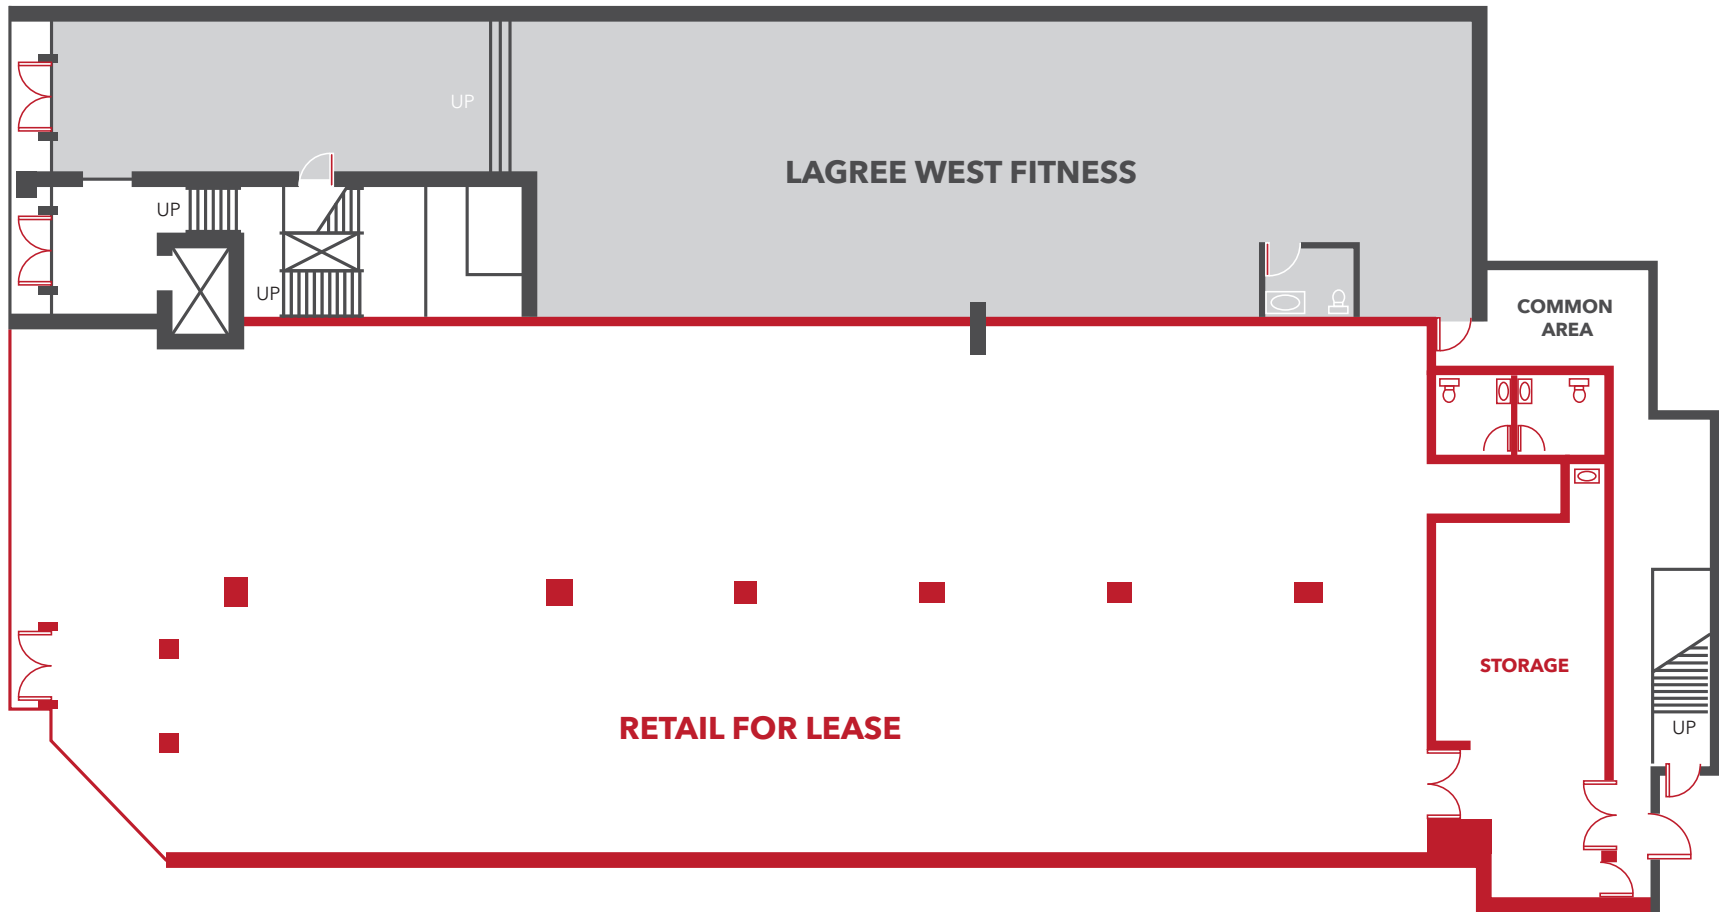 UP
LAGREE WEST FITNESS
UP
UP
COMMON
AREA
STORAGE
RETAIL FOR LEASE
UP